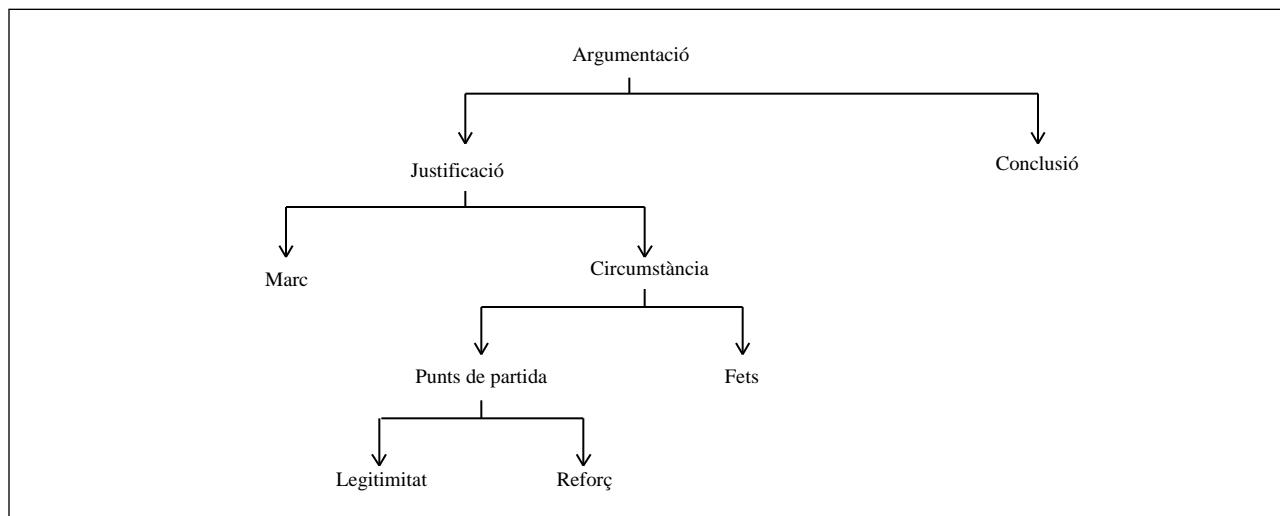 Argumentació
Justificació
Conclusió
Marc
Circumstància
Punts de partida
Fets
Legitimitat
Reforç